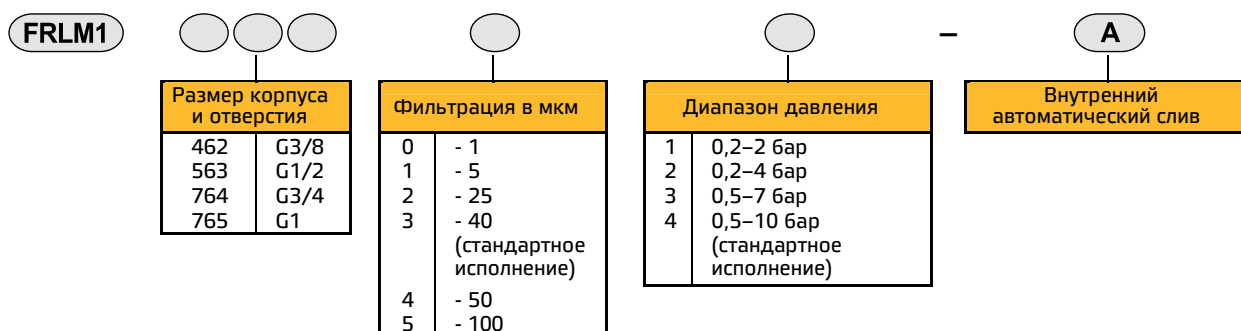 FRLM1 – A
Размер корпуса
и отверстия
462 G3/8
563 G1/2
764 G3/4
765 G1
Фильтрация в мкм
0 - 1
1 - 5
2 - 25
3 - 40
(стандартное
исполнение)
4 - 50
5 - 100
Диапазон давления
1 0,2–2 бар
2 0,2–4 бар
3 0,5–7 бар
4 0,5–10 бар
(стандартное
исполнение)
Внутренний
автоматический слив